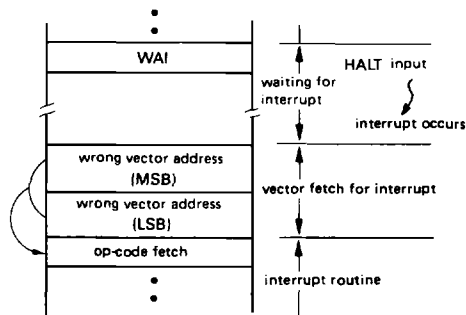 WAI
waiting for
interrupt
HALT input
interrupt occurs
wrong vector address
(MSB)
wrong vector address
(LSB)
vector fetch for interrupt
op-code fetch
interrupt routine